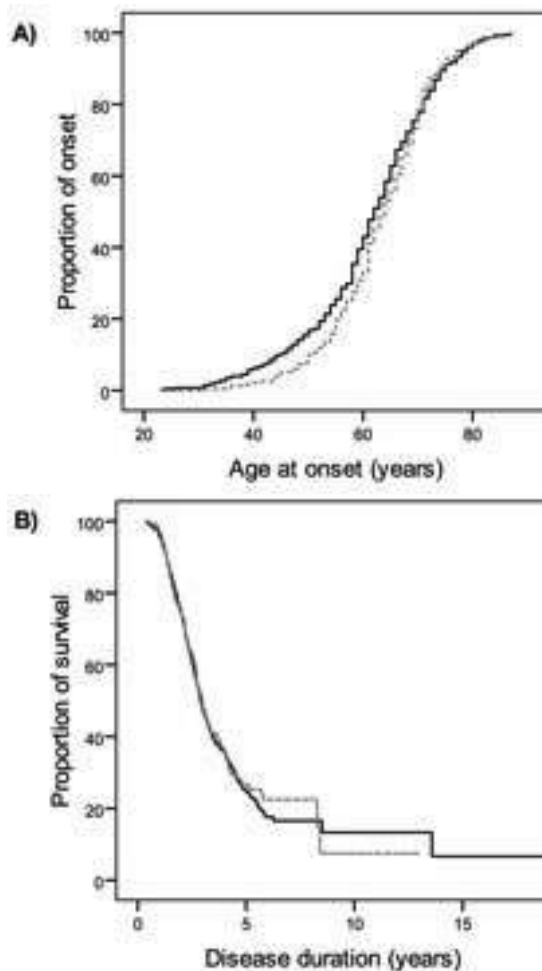 A)
Proportion of onset
100
80
60
40
20
0
20 40 60 80
Age at onset (years)
B)
Proportion of survival
100
80
60
40
20
0
0 5 10 15
Disease duration (years)